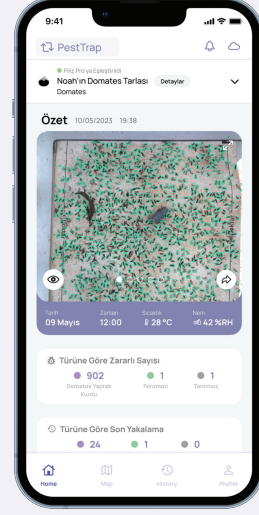 9:41
PestTrap
Filiz Pro'ya Eşleştirildi
Noah'ın Domates Tarlası Detaylar
Domates
Özet 10/05/2023 19:38
Tarih Zaman Sıcaklık Nem
09 Mayıs 12:00 28 °C 42 %RH
Türüne Göre Zararlı Sayısı
902 1 1
Domates Yaprak Kurdu Feromon Tanımsız
Türüne Göre Son Yakalama
24 1 0
Home Map History Profile